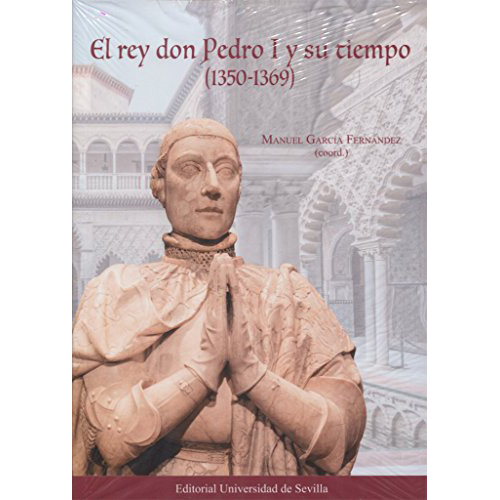 El rey don Pedro I y su tiempo
(1350-1369)
Manuel García Fernández
(coord.)
Editorial Universidad de Sevilla